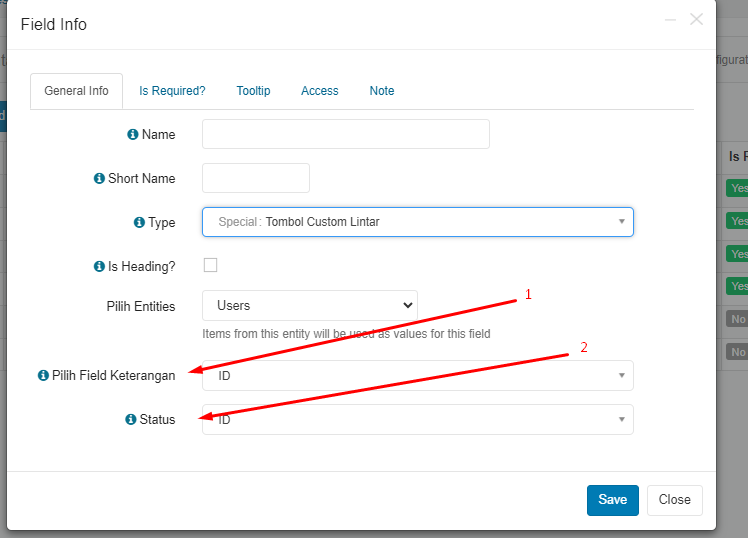 Field Info
General Info Is Required? Tooltip Access Note
Name
Short Name
Type Special: Tombol Custom Lintar
Is Heading?
Pilih Entities Users
Items from this entity will be used as values for this field
Pilih Field Keterangan ID
Status ID
Save Close
1
2
figurat
Is
Yes
Yes
Yes
Yes
No
No